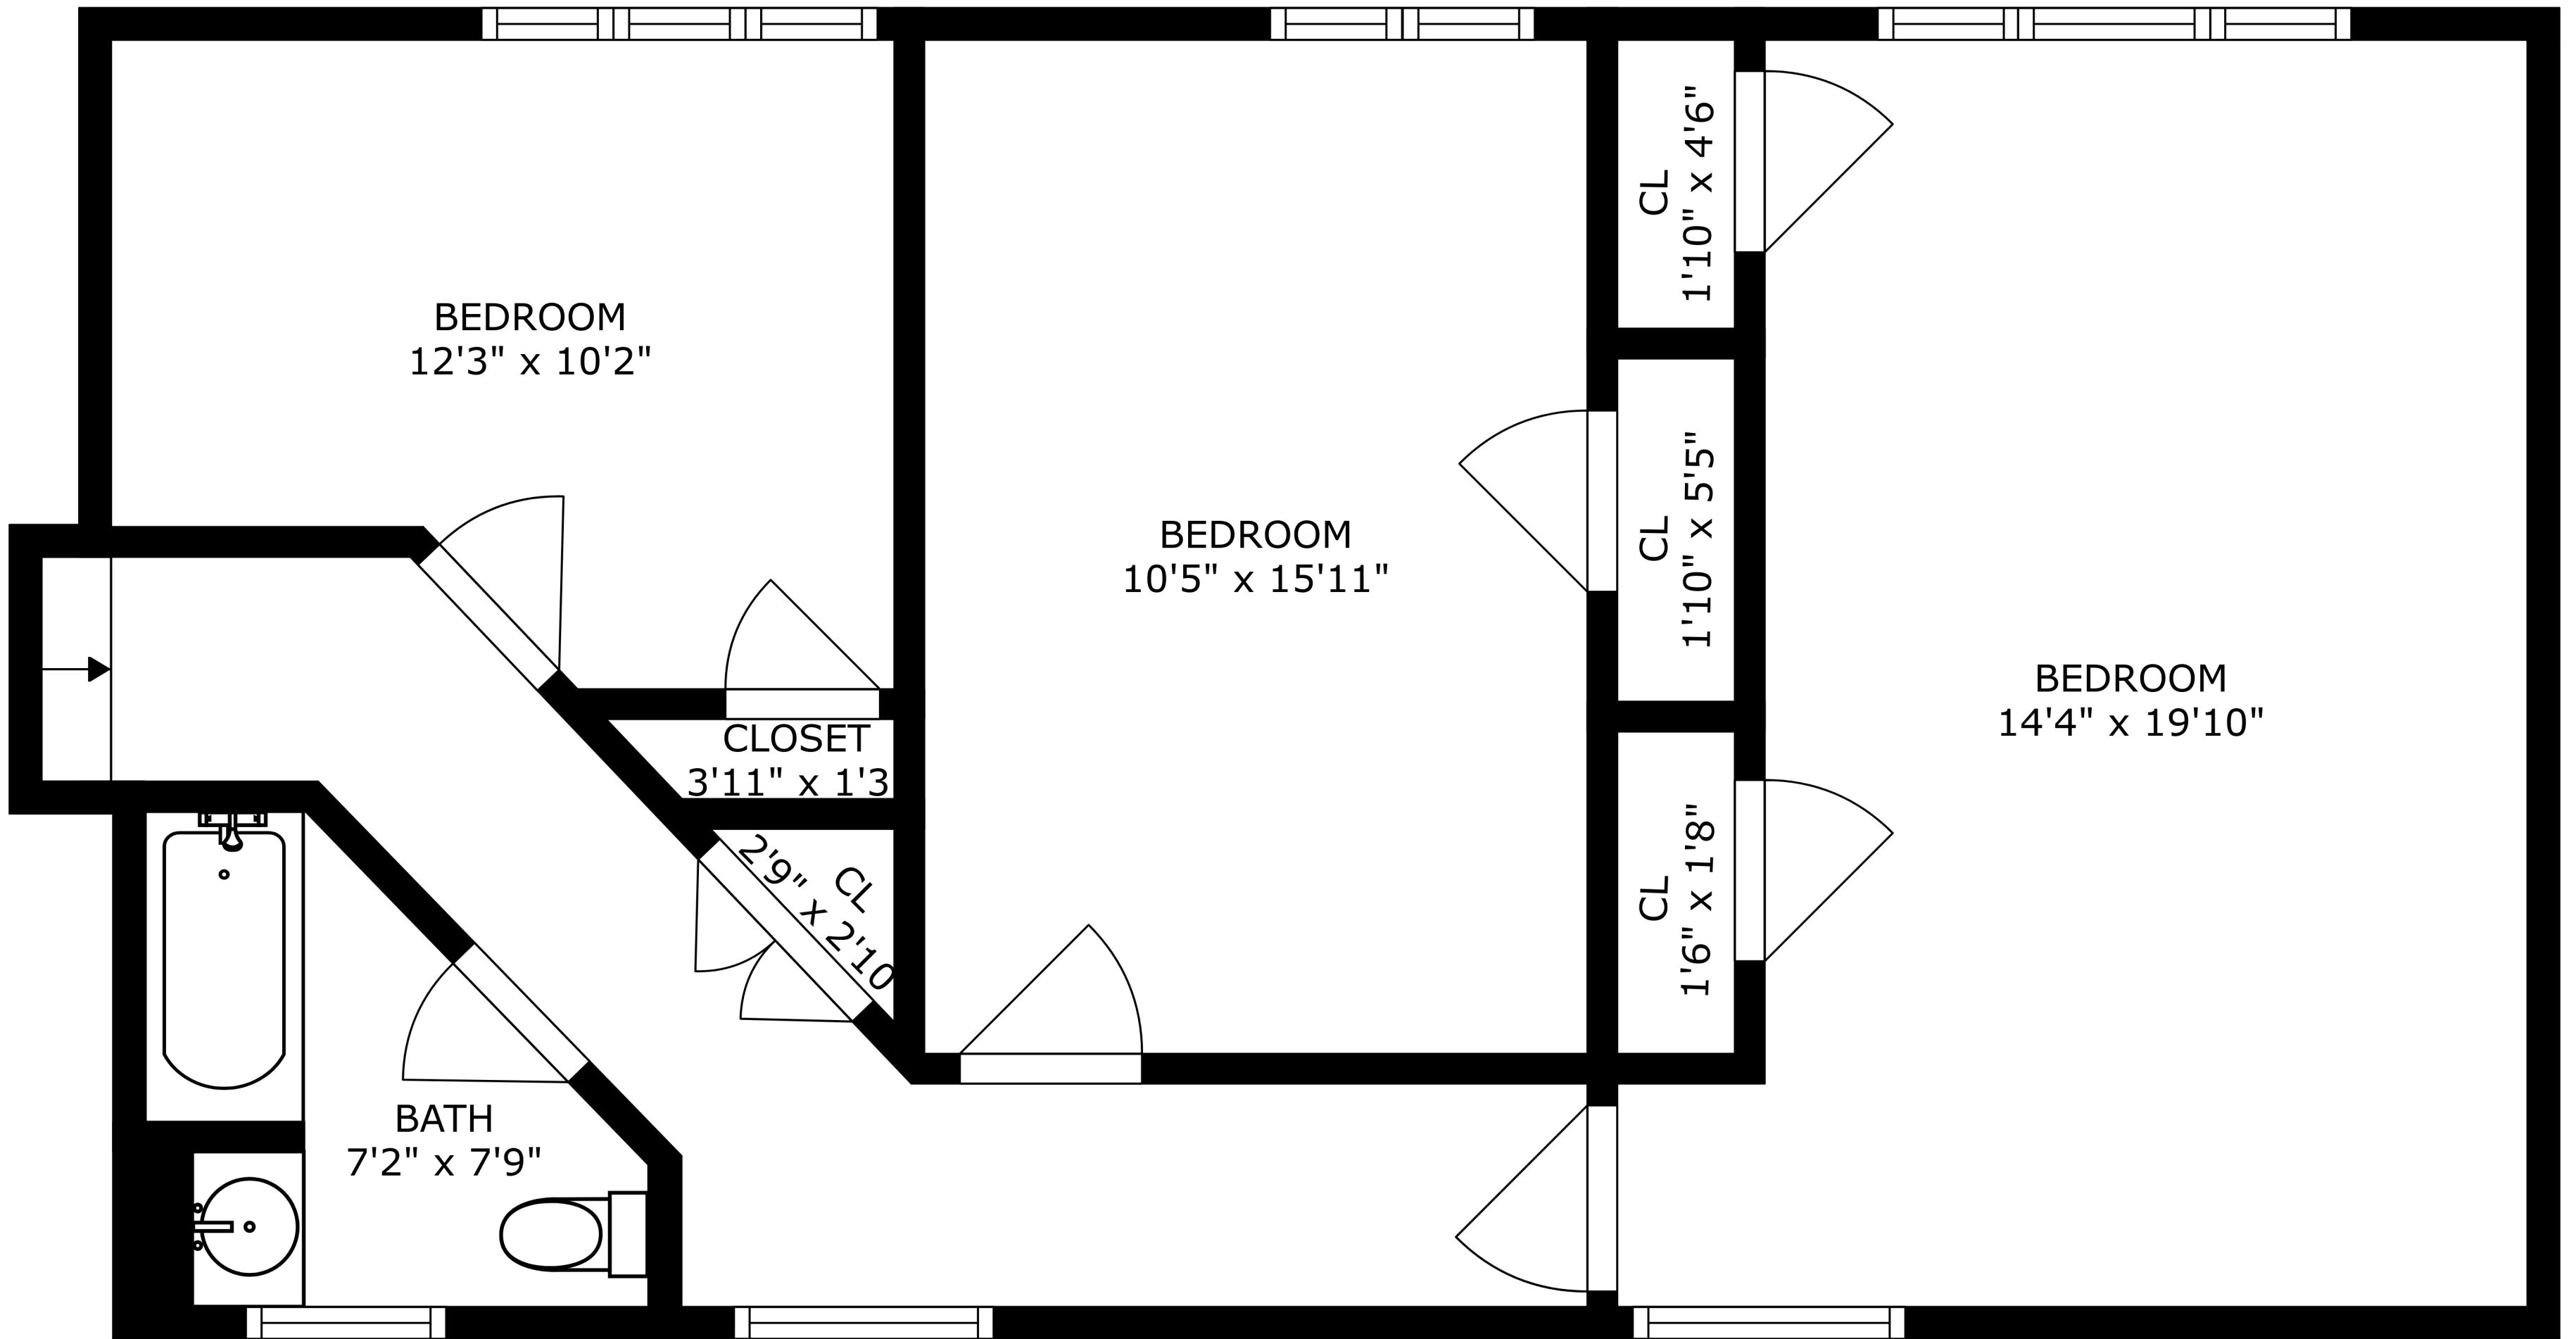 BEDROOM
12'3" x 10'2"
BEDROOM
10'5" x 15'11"
CL
1'10" x 4'6"
CL
1'10" x 5'5"
CL
1'6" x 1'8"
BEDROOM
14'4" x 19'10"
CLOSET
3'11" x 1'3
CL
2'9" x 2'10
BATH
7'2" x 7'9"